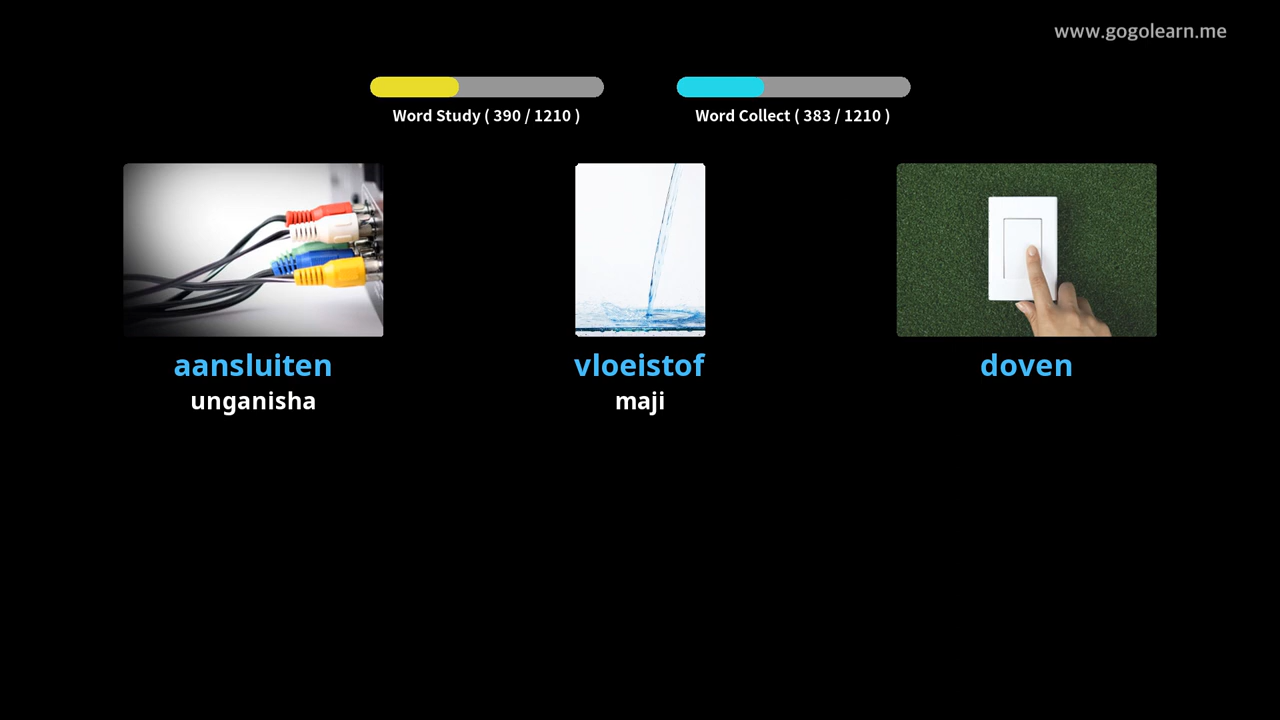 www.gogolearn.me
Word Study ( 390 / 1210 )
Word Collect ( 383 / 1210 )
aansluiten
unganisha
vloeistof
maji
doven